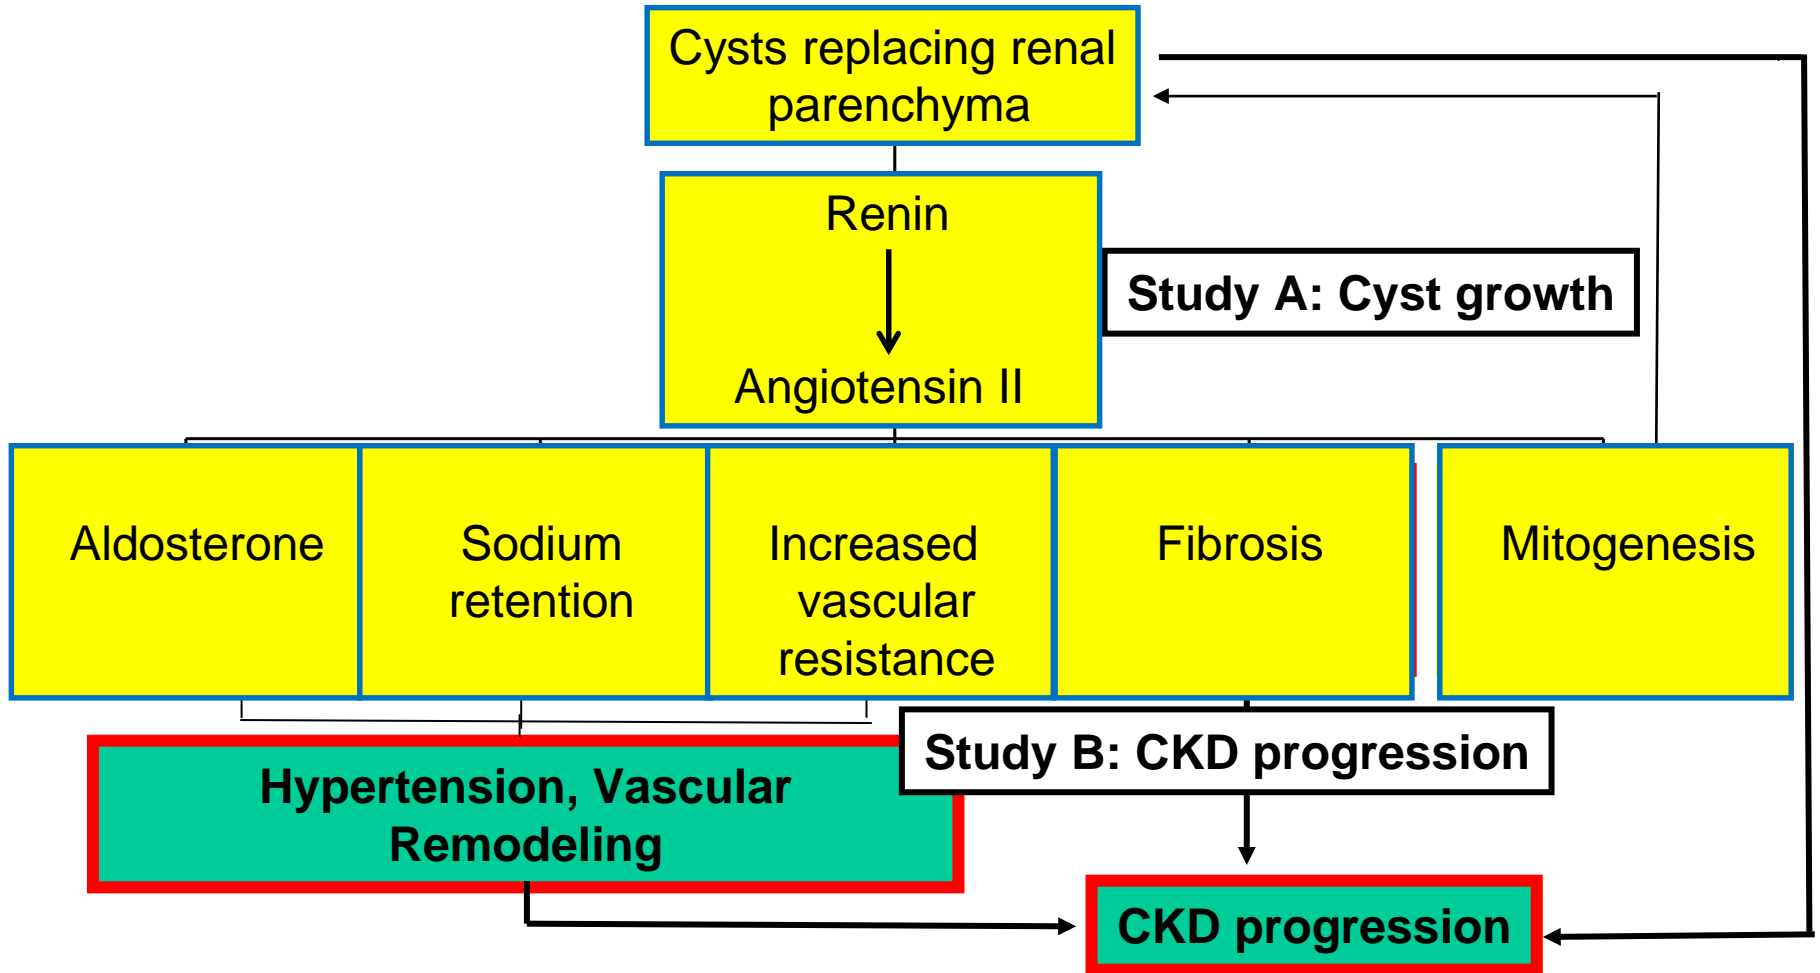 Cysts replacing renal
parenchyma
Renin
Study A: Cyst growth
Angiotensin II
Aldosterone
Sodium
retention
Increased
vascular
resistance
Fibrosis
Mitogenesis
Study B: CKD progression
Hypertension, Vascular
Remodeling
CKD progression